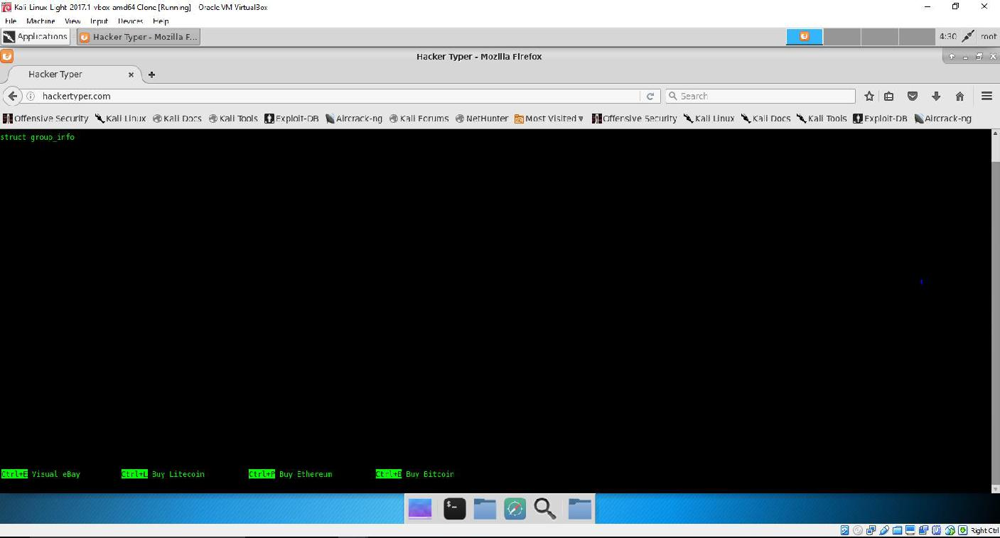 Kali-Linux-Light-2017.1-vbox-amd64 Clone [Running] - Oracle VM VirtualBox
File Machine View Input Devices Help
Applications Hacker Typer - Mozilla F... 4:30 root
Hacker Typer - Mozilla Firefox
Hacker Typer
hackertyper.com Search
Offensive Security Kali Linux Kali Docs Kali Tools Exploit-DB Aircrack-ng Kali Forums NetHunter Most Visited Offensive Security Kali Linux Kali Docs Kali Tools Exploit-DB Aircrack-ng
struct group_info
Ctrl+E Visual eBay Ctrl+L Buy Litecoin Ctrl+P Buy Ethereum Ctrl+B Buy Bitcoin
$_
Right Ctrl